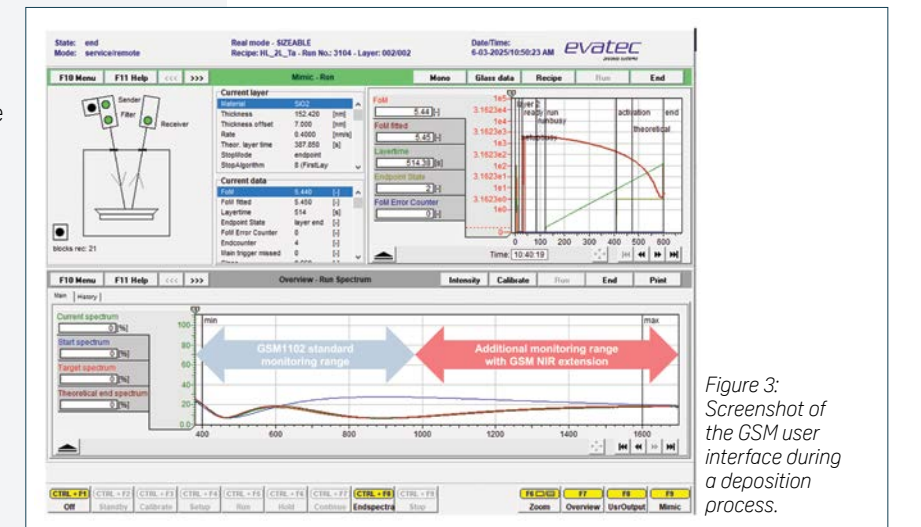 State: end
Mode: service/remote
Real mode - SIZEABLE
Recipe: HL_2L_Ta - Run No.: 3104 - Layer: 002/002
Date/Time:
6-03-2025/10:50:23 AM
evatec
F10 Menu F11 Help <<< >>> Mimic - Run Mono Glass data Recipe Run End
Sender
Filter
Receiver
blocks rec: 21
Current layer
Material SiO2
Thickness 152.420 [nm]
Thickness offset 7.000 [nm]
Rate 0.4000 [nm/s]
Theor. layer time 387.850 [s]
StopMode endpoint
StopAlgorithm 8 (FirstLay
Current data
FoM 5.440 [-]
FoM fitted 5.450 [-]
Layertime 514 [s]
Endpoint State layer end [-]
FoM Error Counter 0 [-]
Endcounter 4 [-]
Main trigger missed 0 [-]
FoM
5.44 [-]
FoM fitted
5.45 [-]
Layertime
514.38 [s]
Endpoint State
2 [-]
FoM Error Counter
0 [-]
1e5
3.1623e4
1e4
3.1623e3
1e3
3.1623e2
1e2
3.1623e1
1e1
3.1623e0
1e0
layer 2
ready run
runbusy
setupbusy
activation end
theoretical
0 100 200 300 400 500 600
Time: 10:40:19
F10 Menu F11 Help <<< >>> Overview - Run Spectrum Intensity Calibrate Run End Print
Main History
Current spectrum
0 [%]
Start spectrum
0 [%]
Target spectrum
0 [%]
Theoretical end spectrum
0 [%]
100
80
60
40
20
0.0
min
max
GSM1102 standard
monitoring range
Additional monitoring range
with GSM NIR extension
400 600 800 1000 1200 1400 1600
CTRL + F1 CTRL + F2 CTRL + F3 CTRL + F4 CTRL + F5 CTRL + F6 CTRL + F7 CTRL + F8 CTRL + F9 F6 F7 F8 F9
Off Standby Calibrate Setup Run Hold Continue Endspectra Stop Zoom Overview UsrOutput Mimic
Figure 3:
Screenshot of
the GSM user
interface during
a deposition
process.